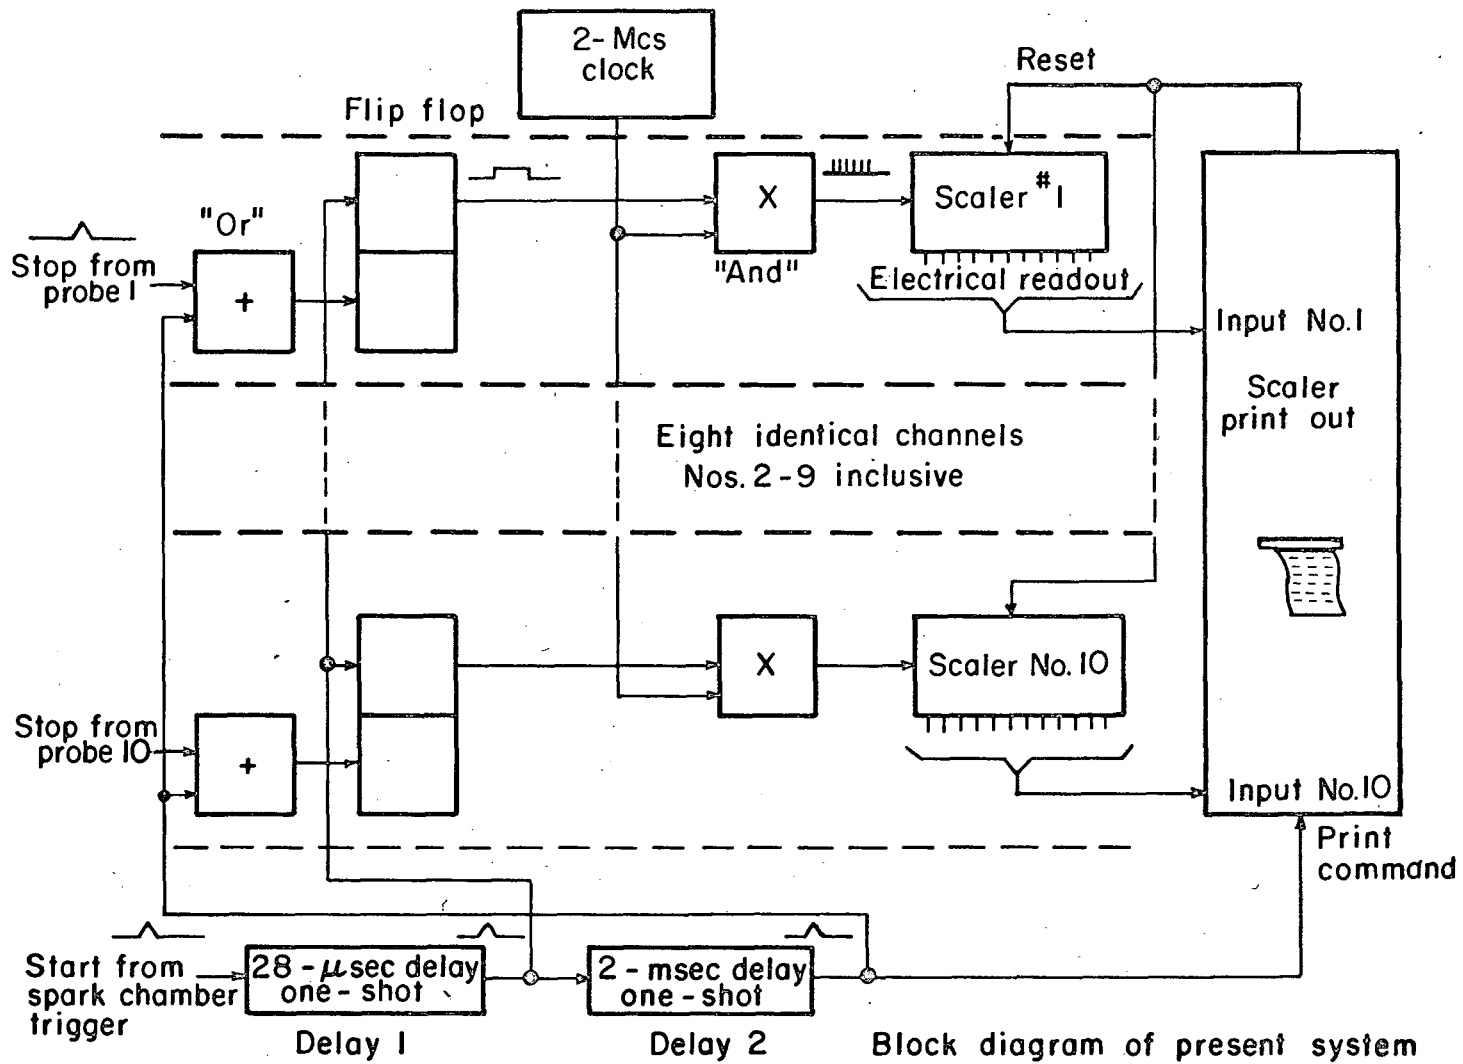 2-Mcs
clock
Reset
Flip flop
"Or"
X
Scaler #1
Stop from
probe 1
+
"And"
Electrical readout
Input No.1
Scaler
print out
Eight identical channels
Nos. 2-9 inclusive
X
Scaler No.10
Stop from
probe 10
+
Input No.10
Print
command
Start from
spark chamber
trigger
28-μsec delay
one-shot
2-msec delay
one-shot
Delay 1
Delay 2
Block diagram of present system